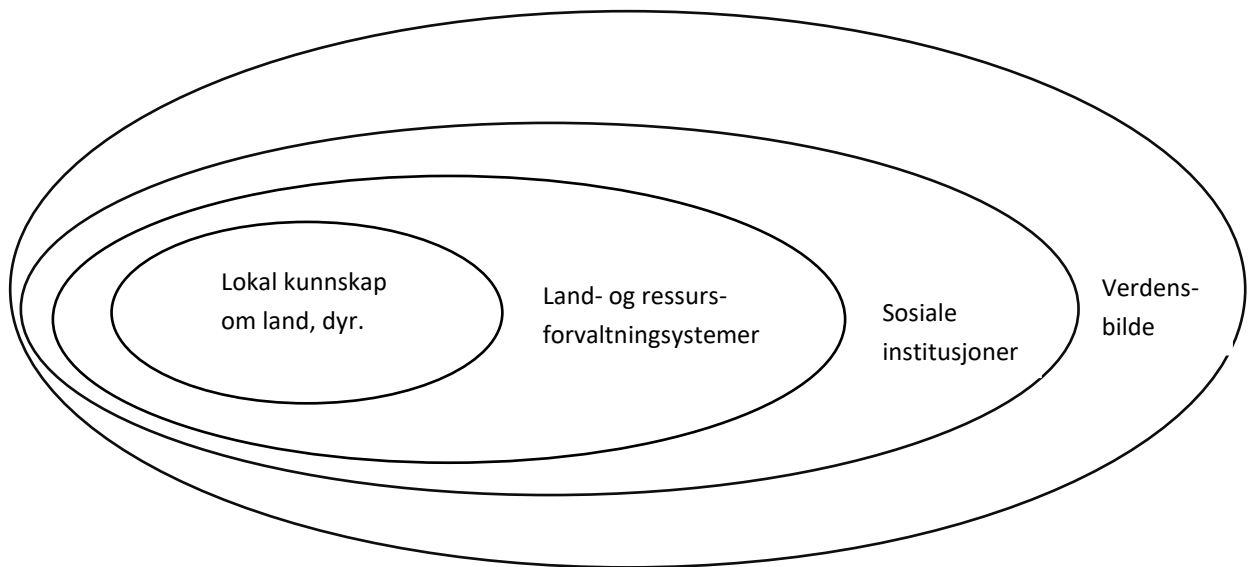 Lokal kunnskap
om land, dyr.
Land- og ressurs-
forvaltningsystemer
Sosiale
institusjoner
Verdens-
bilde